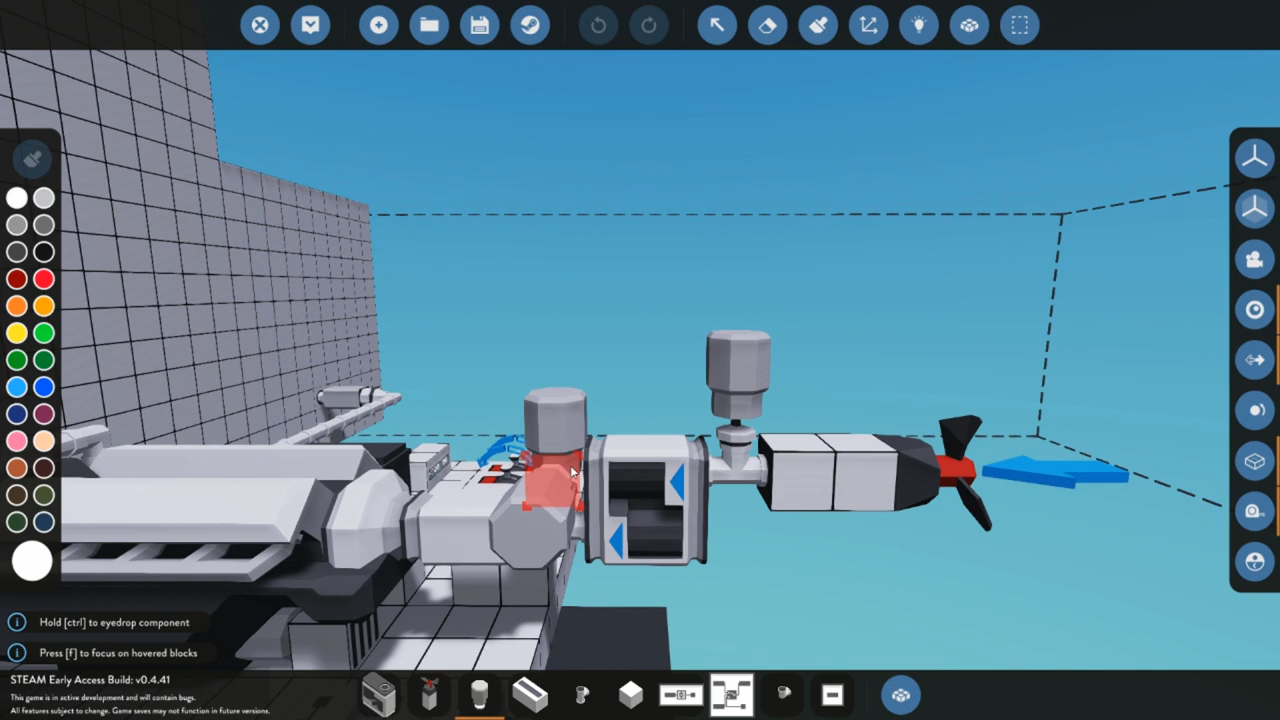 Hold [ctrl] to eyedrop component
Press [f] to focus on hovered blocks
STEAM Early Access Build: v0.4.41
This game is in active development and will contain bugs.
All features subject to change. Game saves may not function in future versions.